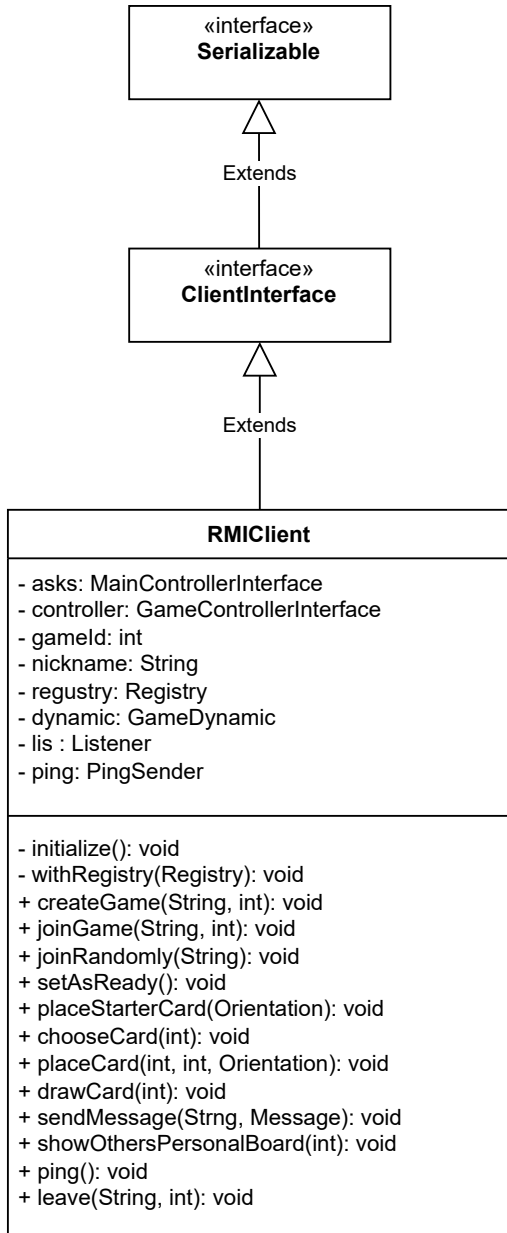 «interface»
Serializable
Extends
«interface»
ClientInterface
Extends
RMIClient
- asks: MainControllerInterface
- controller: GameControllerInterface
- gameId: int
- nickname: String
- regustry: Registry
- dynamic: GameDynamic
- lis : Listener
- ping: PingSender
- initialize(): void
- withRegistry(Registry): void
+ createGame(String, int): void
+ joinGame(String, int): void
+ joinRandomly(String): void
+ setAsReady(): void
+ placeStarterCard(Orientation): void
+ chooseCard(int): void
+ placeCard(int, int, Orientation): void
+ drawCard(int): void
+ sendMessage(Strng, Message): void
+ showOthersPersonalBoard(int): void
+ ping(): void
+ leave(String, int): void